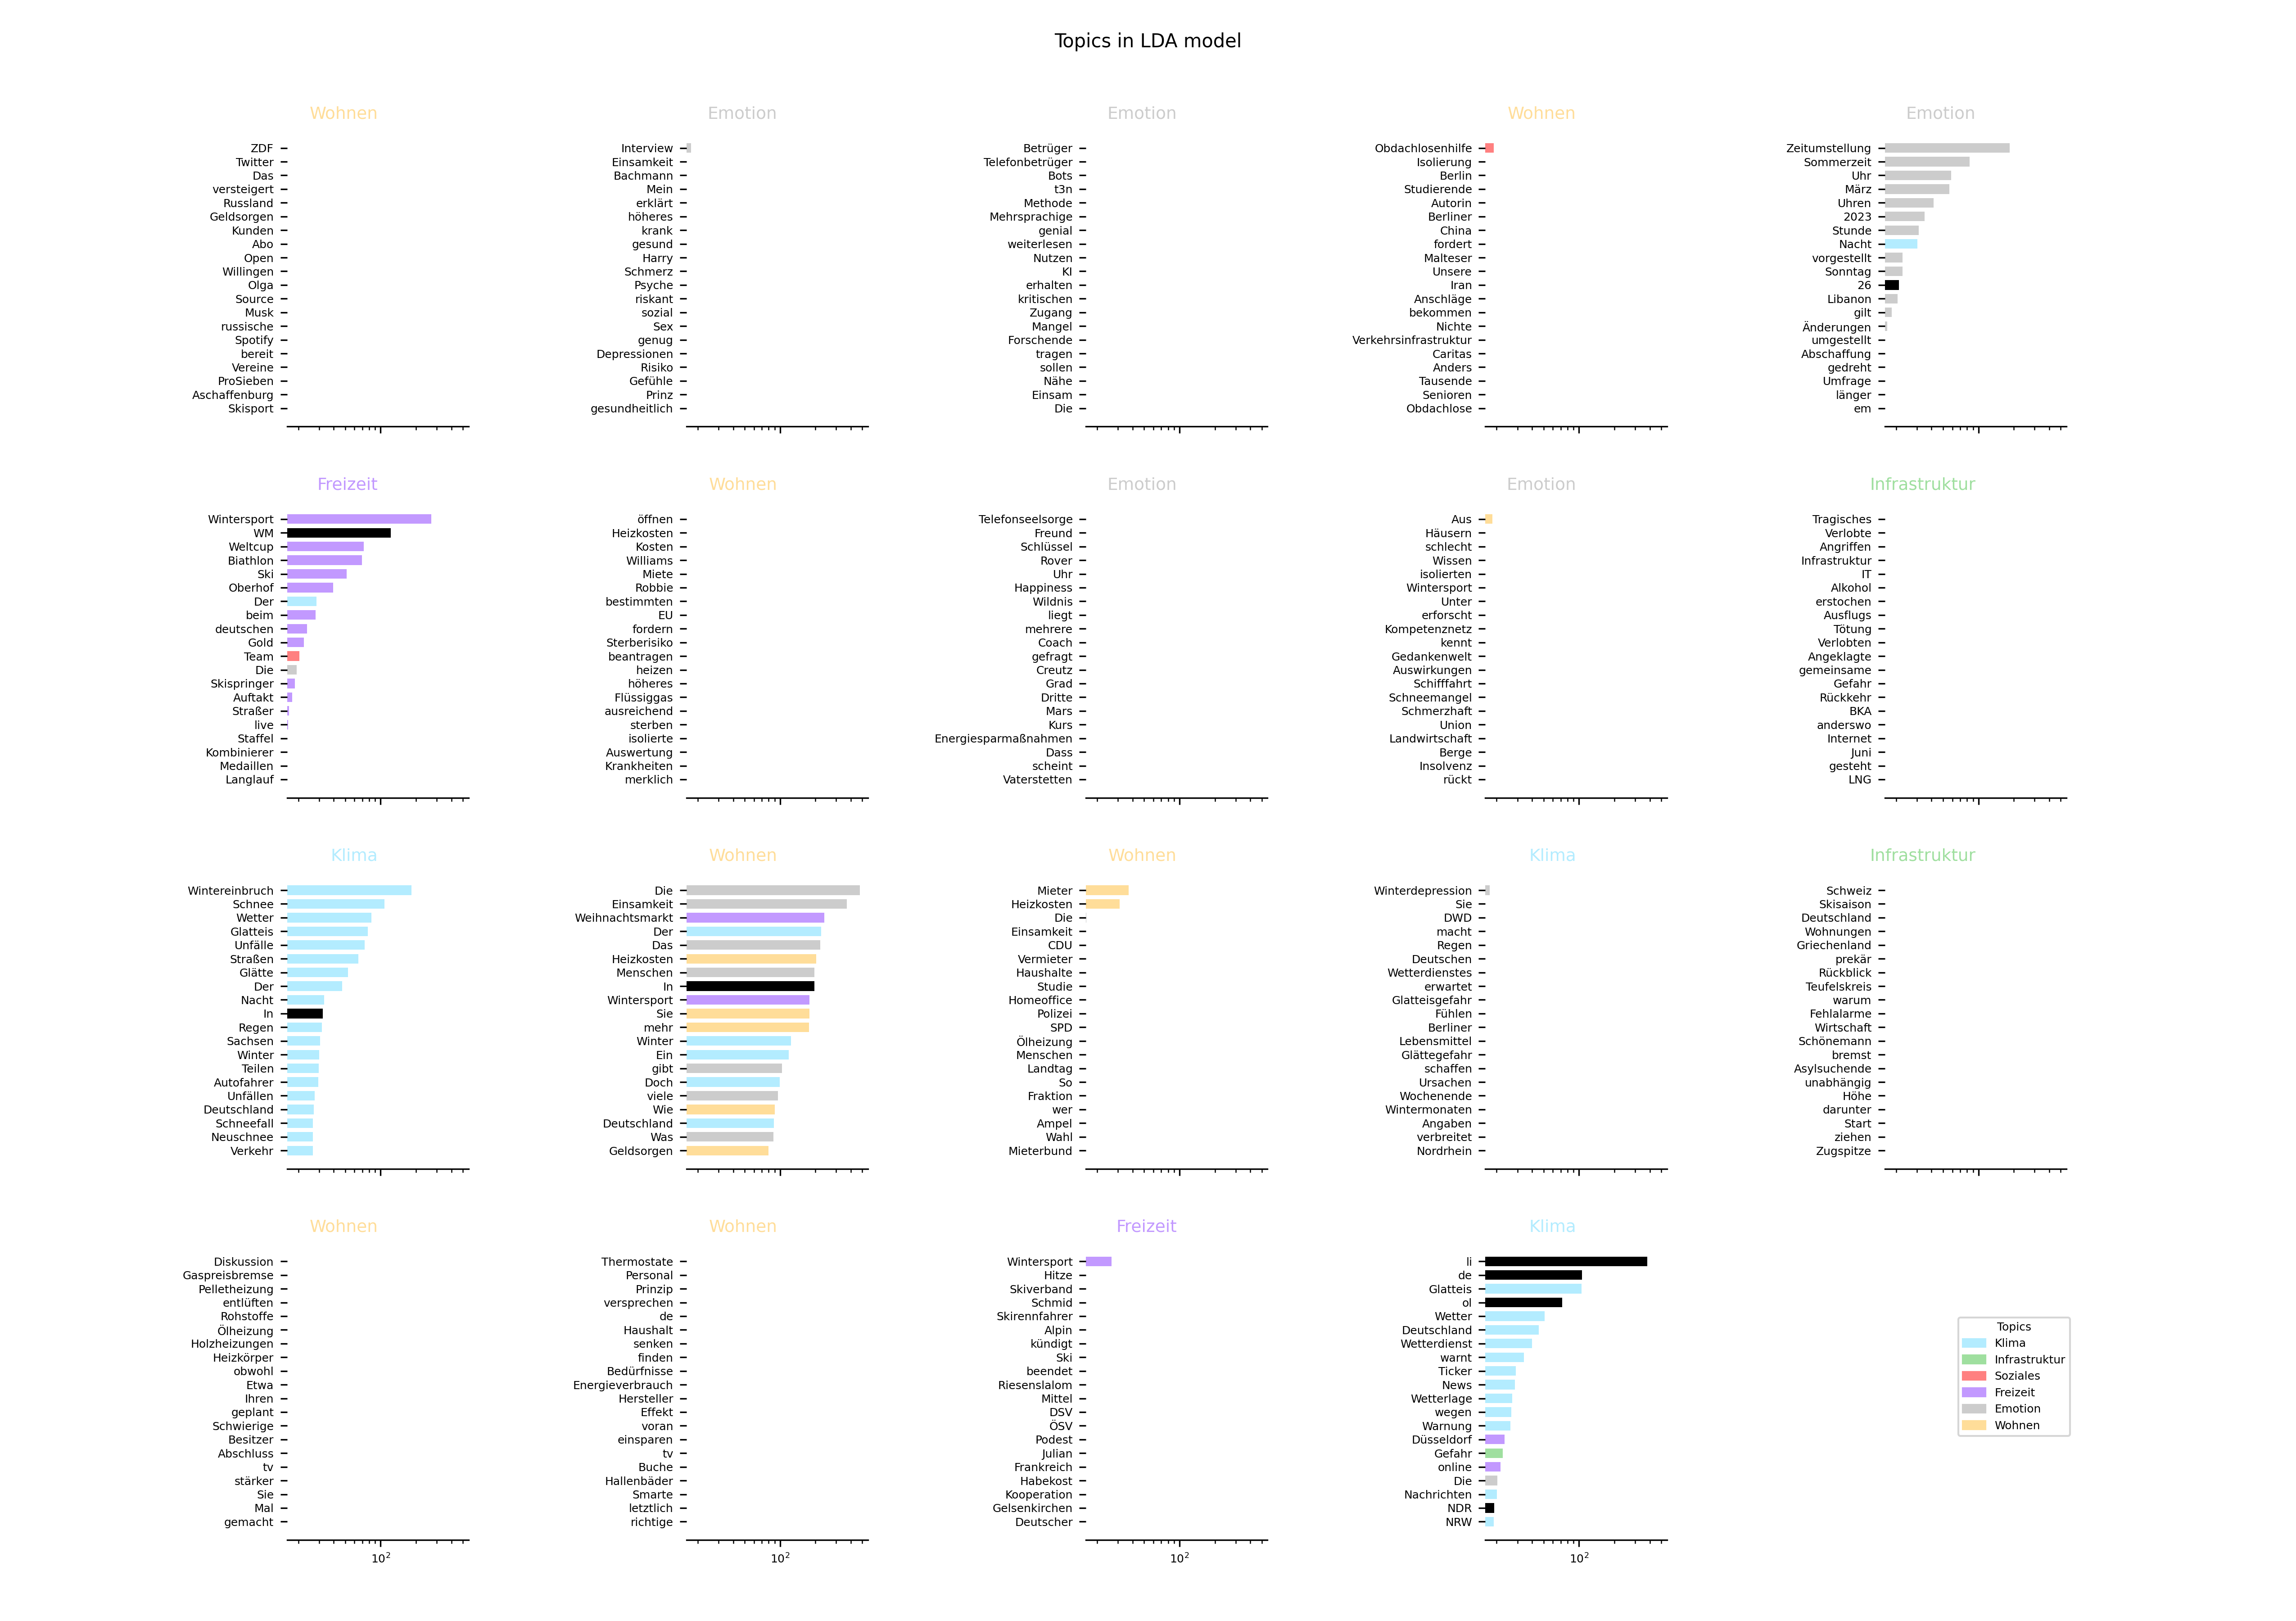 Topics in LDA model
Wohnen
ZDF
Twitter
Das
versteigert
Russland
Geldsorgen
Kunden
Abo
Open
Willingen
Olga
Source
Musk
russische
Spotify
bereit
Vereine
ProSieben
Aschaffenburg
Skisport
Emotion
Interview
Einsamkeit
Bachmann
Mein
erklärt
höheres
krank
gesund
Harry
Schmerz
Psyche
riskant
sozial
Sex
genug
Depressionen
Risiko
Gefühle
Prinz
gesundheitlich
Emotion
Betrüger
Telefonbetrüger
Bots
t3n
Methode
Mehrsprachige
genial
weiterlesen
Nutzen
KI
erhalten
kritischen
Zugang
Mangel
Forschende
tragen
sollen
Nähe
Einsam
Die
Wohnen
Obdachlosenhilfe
Isolierung
Berlin
Studierende
Autorin
Berliner
China
fordert
Malteser
Unsere
Iran
Anschläge
bekommen
Nichte
Verkehrsinfrastruktur
Caritas
Anders
Tausende
Senioren
Obdachlose
Emotion
Zeitumstellung
Sommerzeit
Uhr
März
Uhren
2023
Stunde
Nacht
vorgestellt
Sonntag
26
Libanon
gilt
Änderungen
umgestellt
Abschaffung
gedreht
Umfrage
länger
em
Freizeit
Wintersport
WM
Weltcup
Biathlon
Ski
Oberhof
Der
beim
deutschen
Gold
Team
Die
Skispringer
Auftakt
Straßer
live
Staffel
Kombinierer
Medaillen
Langlauf
Wohnen
öffnen
Heizkosten
Kosten
Williams
Miete
Robbie
bestimmten
EU
fordern
Sterberisiko
beantragen
heizen
höheres
Flüssiggas
ausreichend
sterben
isolierte
Auswertung
Krankheiten
merklich
Emotion
Telefonseelsorge
Freund
Schlüssel
Rover
Uhr
Happiness
Wildnis
liegt
mehrere
Coach
gefragt
Creutz
Grad
Dritte
Mars
Kurs
Energiesparmaßnahmen
Dass
scheint
Vaterstetten
Emotion
Aus
Häusern
schlecht
Wissen
isolierten
Wintersport
Unter
erforscht
Kompetenznetz
kennt
Gedankenwelt
Auswirkungen
Schifffahrt
Schneemangel
Schmerzhaft
Union
Landwirtschaft
Berge
Insolvenz
rückt
Infrastruktur
Tragisches
Verlobte
Angriffen
Infrastruktur
IT
Alkohol
erstochen
Ausflugs
Tötung
Verlobten
Angeklagte
gemeinsame
Gefahr
Rückkehr
BKA
anderswo
Internet
Juni
gesteht
LNG
Klima
Wintereinbruch
Schnee
Wetter
Glatteis
Unfälle
Straßen
Glätte
Der
Nacht
In
Regen
Sachsen
Winter
Teilen
Autofahrer
Unfällen
Deutschland
Schneefall
Neuschnee
Verkehr
Wohnen
Die
Einsamkeit
Weihnachtsmarkt
Der
Das
Heizkosten
Menschen
In
Wintersport
Sie
mehr
Winter
Ein
gibt
Doch
viele
Wie
Deutschland
Was
Geldsorgen
Wohnen
Mieter
Heizkosten
Die
Einsamkeit
CDU
Vermieter
Haushalte
Studie
Homeoffice
Polizei
SPD
Ölheizung
Menschen
Landtag
So
Fraktion
wer
Ampel
Wahl
Mieterbund
Klima
Winterdepression
Sie
DWD
macht
Regen
Deutschen
Wetterdienstes
erwartet
Glatteisgefahr
Fühlen
Berliner
Lebensmittel
Glättegefahr
schaffen
Ursachen
Wochenende
Wintermonaten
Angaben
verbreitet
Nordrhein
Infrastruktur
Schweiz
Skisaison
Deutschland
Wohnungen
Griechenland
prekär
Rückblick
Teufelskreis
warum
Fehlalarme
Wirtschaft
Schönemann
bremst
Asylsuchende
unabhängig
Höhe
darunter
Start
ziehen
Zugspitze
Wohnen
Diskussion
Gaspreisbremse
Pelletheizung
entlüften
Rohstoffe
Ölheizung
Holzheizungen
Heizkörper
obwohl
Etwa
Ihren
geplant
Schwierige
Besitzer
Abschluss
tv
stärker
Sie
Mal
gemacht
10²
Wohnen
Thermostate
Personal
Prinzip
versprechen
de
Haushalt
senken
finden
Bedürfnisse
Energieverbrauch
Hersteller
Effekt
voran
einsparen
tv
Buche
Hallenbäder
Smarte
letztlich
richtige
10²
Freizeit
Wintersport
Hitze
Skiverband
Schmid
Skirennfahrer
Alpin
kündigt
Ski
beendet
Riesenslalom
Mittel
DSV
ÖSV
Podest
Julian
Frankreich
Habekost
Kooperation
Gelsenkirchen
Deutscher
10²
Klima
li
de
Glatteis
ol
Wetter
Deutschland
Wetterdienst
warnt
Ticker
News
Wetterlage
wegen
Warnung
Düsseldorf
Gefahr
online
Die
Nachrichten
NDR
NRW
10²
Topics
Klima
Infrastruktur
Soziales
Freizeit
Emotion
Wohnen